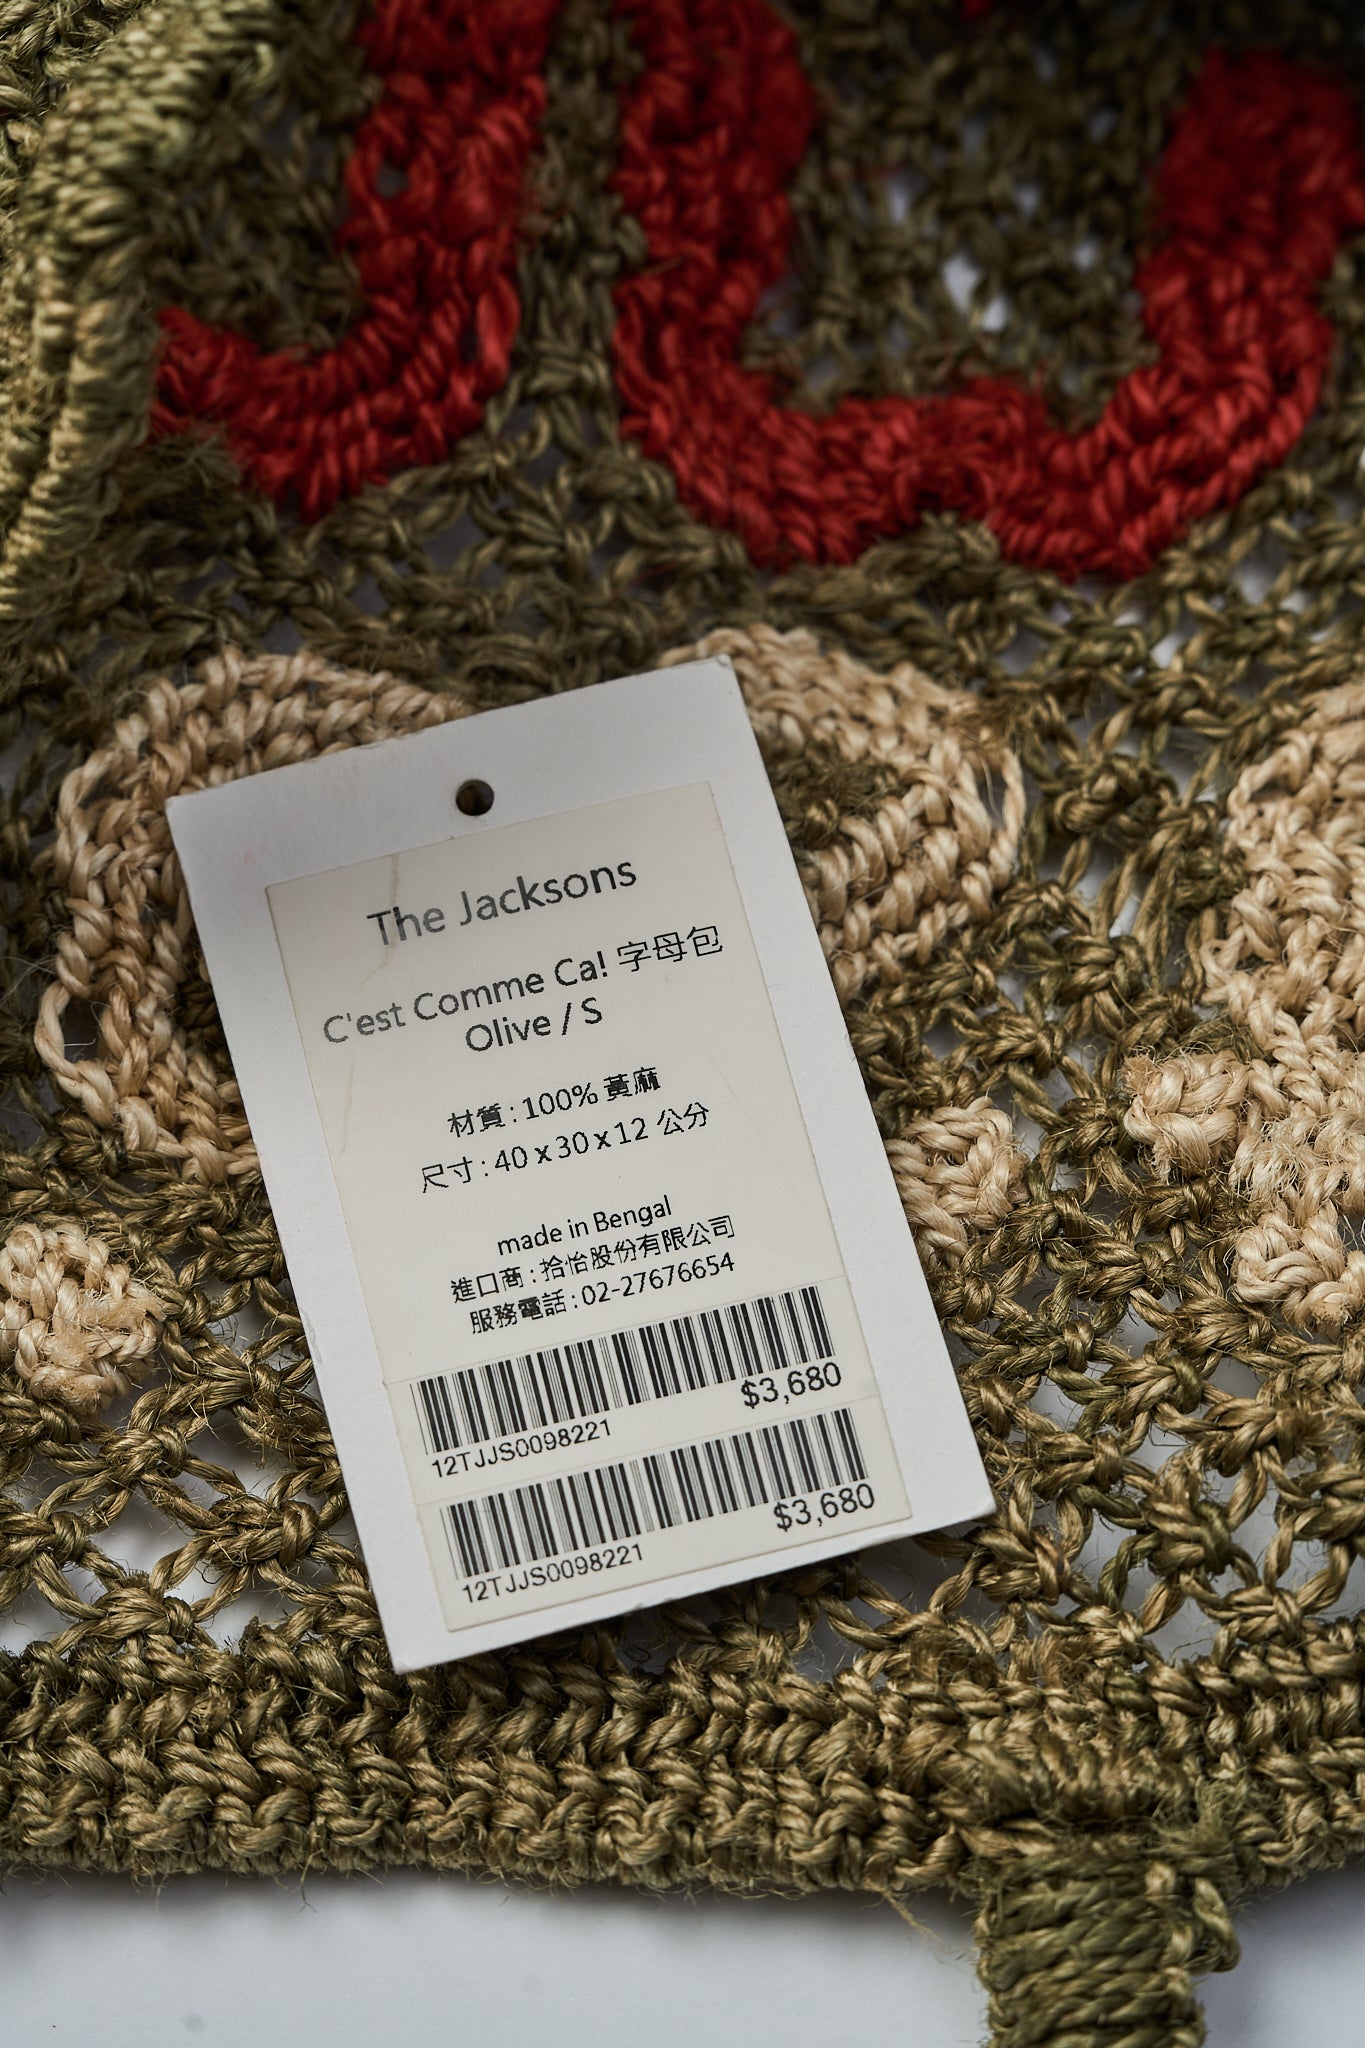 The Jacksons
C'est Comme Ca! 字母包
Olive / S
材質 : 100% 黃麻
尺寸 : 40 x 30 x 12 公分
made in Bengal
進口商 : 拾怡股份有限公司
服務電話 : 02-27676654
$3,680
12TJJS0098221
$3,680
12TJJS0098221